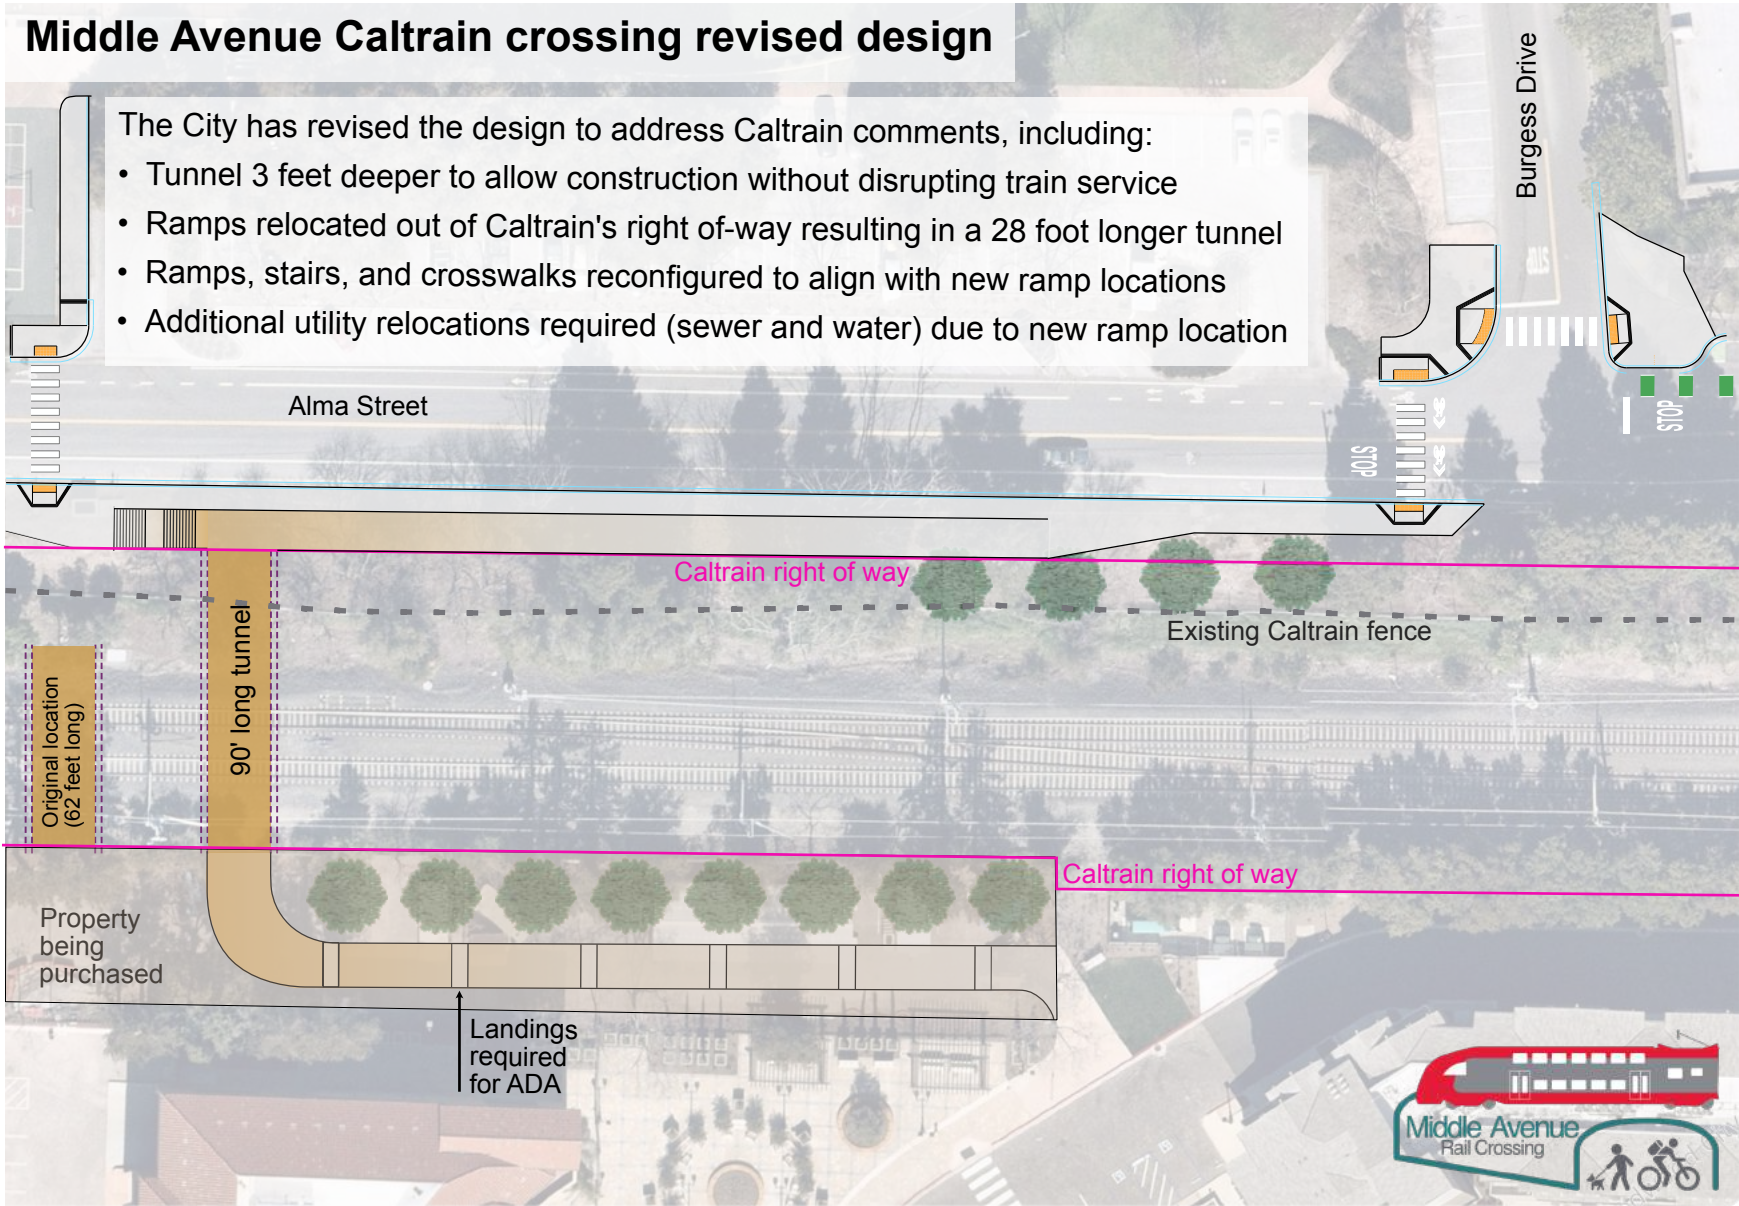 Middle Avenue Caltrain crossing revised design
The City has revised the design to address Caltrain comments, including:
• Tunnel 3 feet deeper to allow construction without disrupting train service
• Ramps relocated out of Caltrain's right of-way resulting in a 28 foot longer tunnel
• Ramps, stairs, and crosswalks reconfigured to align with new ramp locations
• Additional utility relocations required (sewer and water) due to new ramp location
Burgess Drive
STOP
Alma Street
STOP
STOP
Caltrain right of way
Existing Caltrain fence
90' long tunnel
Original location
(62 feet long)
Caltrain right of way
Property
being
purchased
Landings
required
for ADA
Middle Avenue
Rail Crossing